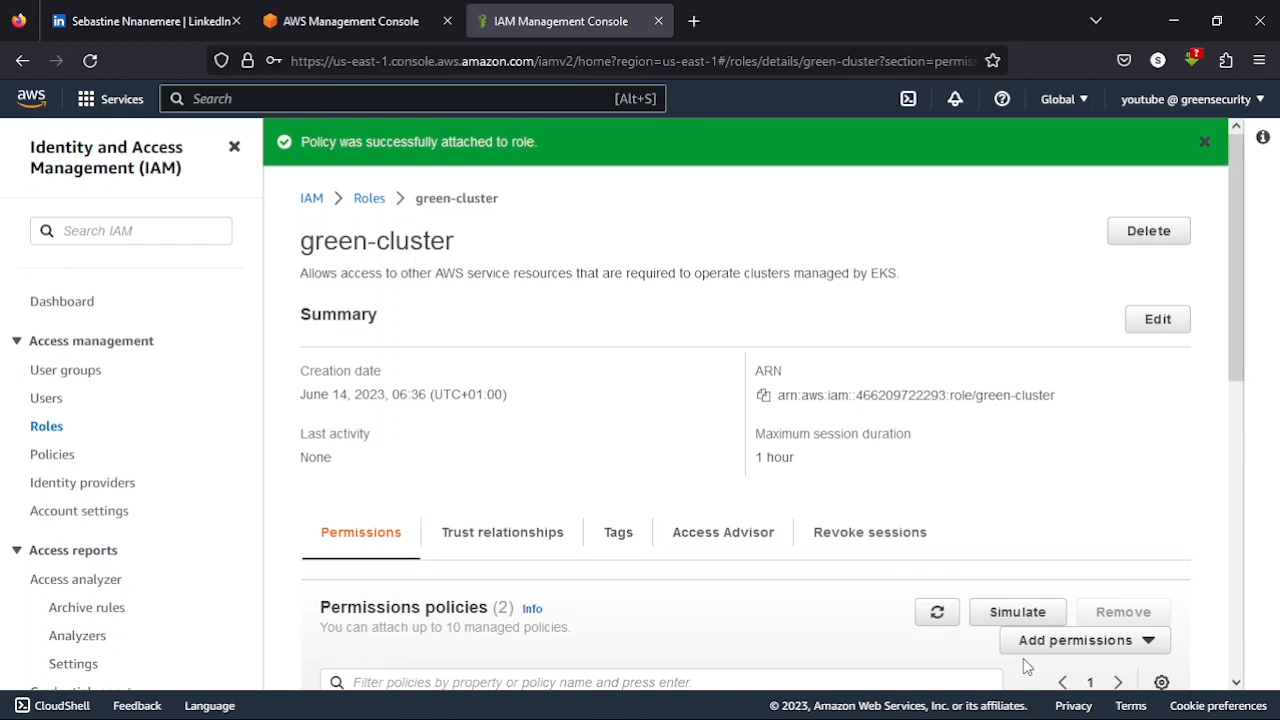 Sebastine Nnanemere | LinkedIn
AWS Management Console
IAM Management Console
https://us-east-1.console.aws.amazon.com/iamv2/home?region=us-east-1#/roles/details/green-cluster?section=permis
S
?
aws
Services
Search
[Alt+S]
Global
youtube @ greensecurity
Identity and Access
Management (IAM)
Search IAM
Dashboard
Access management
User groups
Users
Roles
Policies
Identity providers
Account settings
Access reports
Access analyzer
Archive rules
Analyzers
Settings
Policy was successfully attached to role.
IAM
Roles
green-cluster
green-cluster
Delete
Allows access to other AWS service resources that are required to operate clusters managed by EKS.
Summary
Edit
Creation date
June 14, 2023, 06:36 (UTC+01:00)
ARN
arn:aws:iam::466209722293:role/green-cluster
Last activity
None
Maximum session duration
1 hour
Permissions
Trust relationships
Tags
Access Advisor
Revoke sessions
Permissions policies (2) Info
You can attach up to 10 managed policies.
Simulate
Remove
Add permissions
Filter policies by property or policy name and press enter.
1
CloudShell
Feedback
Language
© 2023, Amazon Web Services, Inc. or its affiliates.
Privacy
Terms
Cookie preferences